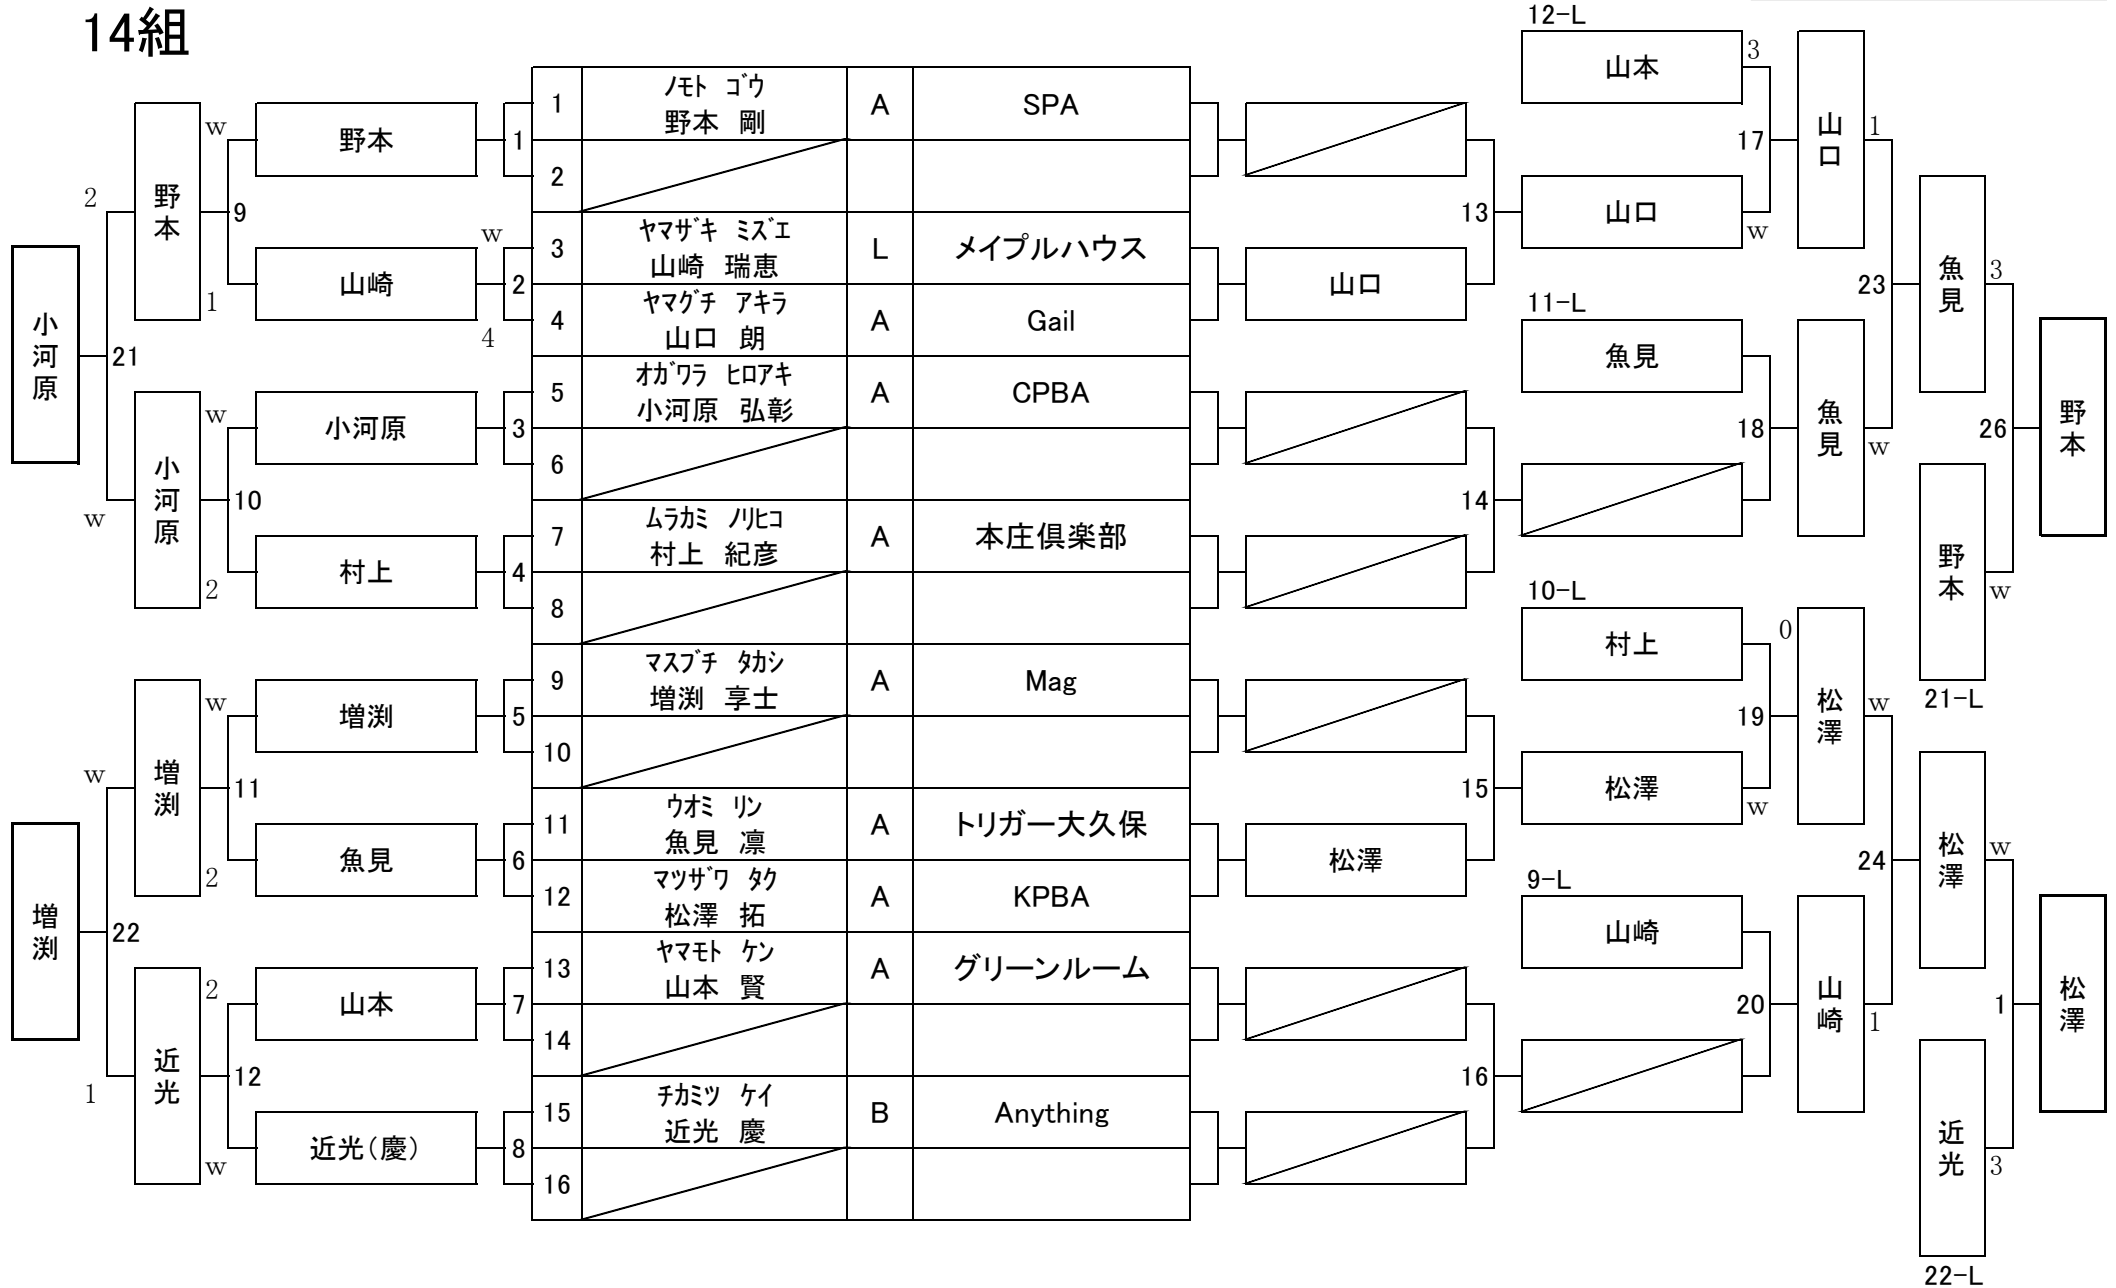 14組
12-L
山本
3
山口
17
1
w
山口
1
ﾉﾓﾄ ｺﾞｳ
野本 剛
A
SPA
2
野本
w
野本
1
9
2
山崎
1
w
4
2
3
ﾔﾏｻﾞｷ ﾐｽﾞｴ
山崎 瑞恵
L
メイプルハウス
4
ﾔﾏｸﾞﾁ ｱｷﾗ
山口 朗
A
Gail
山口
13
小河原
21
w
5
ｵｶﾞﾜﾗ ﾋﾛｱｷ
小河原 弘彰
A
CPBA
6
小河原
w
小河原
3
10
村上
2
4
7
ﾑﾗｶﾐ ﾉﾘﾋｺ
村上 紀彦
A
本庄倶楽部
8
14
11-L
魚見
18
魚見
w
23
魚見
3
26
野本
野本
w
21-L
増渕
w
増渕
w
増渕
5
11
魚見
2
6
9
ﾏｽﾌﾞﾁ ﾀｶｼ
増渕 享士
A
Mag
10
11
ｳｵﾐ ﾘﾝ
魚見 凛
A
トリガー大久保
12
ﾏﾂｻﾞﾜ ﾀｸ
松澤 拓
A
KPBA
松澤
15
10-L
村上
0
19
松澤
w
松澤
w
22
1
近光
2
山本
7
12
近光(慶)
w
8
13
ﾔﾏﾓﾄ ｹﾝ
山本 賢
A
グリーンルーム
14
15
ﾁｶﾐﾂ ｹｲ
近光 慶
B
Anything
16
16
9-L
山崎
20
山崎
1
24
松澤
w
1
松澤
近光
3
22-L